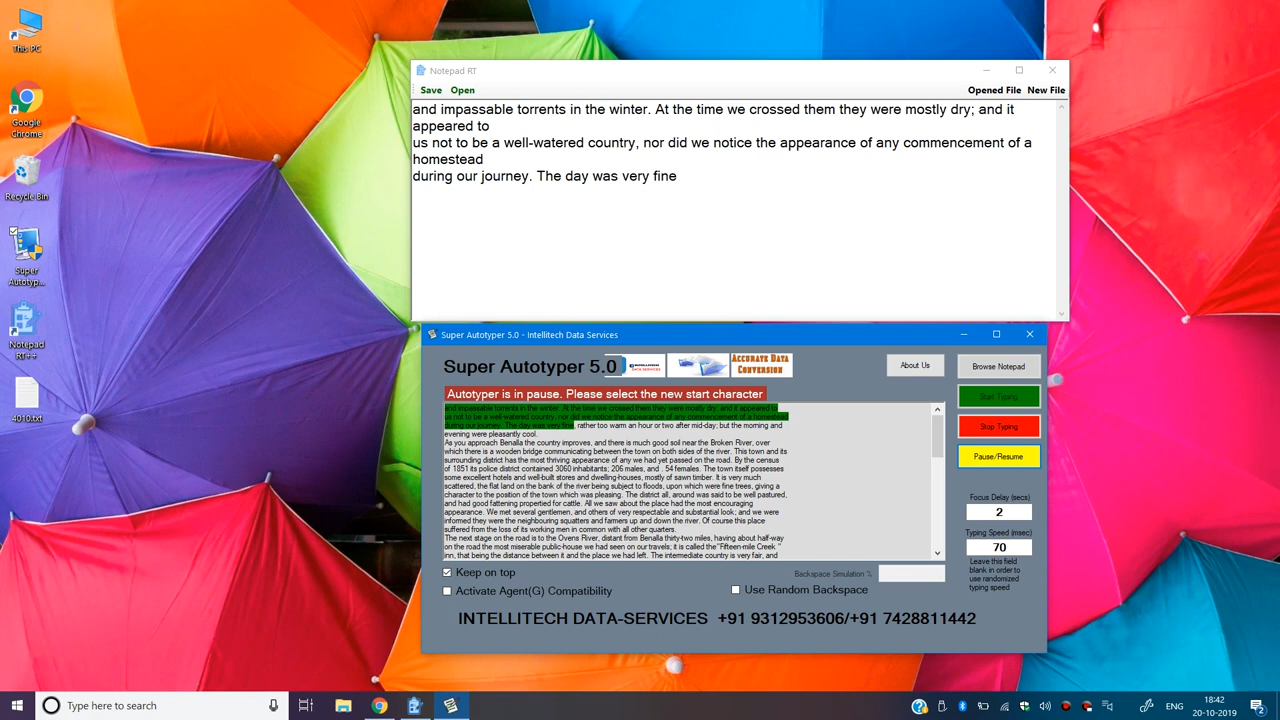 This PC
Google
Chrome
Recycle Bin
Super
Autotyp...
Notepad
RT++
4010.txt
Notepad RT
Save Open Opened File New File
and impassable torrents in the winter. At the time we crossed them they were mostly dry; and it
appeared to
us not to be a well-watered country, nor did we notice the appearance of any commencement of a
homestead
during our journey. The day was very fine
Super Autotyper 5.0 - Intellitech Data Services
Super Autotyper 5.0
ACCURATE DATA
CONVERSION
About Us
Browse Notepad
Autotyper is in pause. Please select the new start character
Start Typing
Stop Typing
Pause/Resume
and impassable torrents in the winter. At the time we crossed them they were mostly dry; and it appeared to
us not to be a well-watered country, nor did we notice the appearance of any commencement of a homestead
during our journey. The day was very fine, rather too warm an hour or two after mid-day; but the morning and
evening were pleasantly cool.
As you approach Benalla the country improves, and there is much good soil near the Broken River, over
which there is a wooden bridge communicating between the town on both sides of the river. This town and its
surrounding district has the most thriving appearance of any we had yet passed on the road. By the census
of 1851 its police district contained 3060 inhabitants; 206 males, and . 54 females. The town itself possesses
some excellent hotels and well-built stores and dwelling-houses, mostly of sawn timber. It is very much
scattered, the flat land on the bank of the river being subject to floods, upon which were fine trees, giving a
character to the position of the town which was pleasing. The district all, around was said to be well pastured,
and had good fattening propertied for cattle. All we saw about the place had the most encouraging
appearance. We met several gentlemen, and others of very respectable and substantial look; and we were
informed they were the neighbouring squatters and farmers up and down the river. Of course this place
suffered from the loss of its working men in common with all other quarters.
The next stage on the road is to the Ovens River, distant from Benalla thirty-two miles, having about half-way
on the road the most miserable public-house we had seen on our travels; it is called the "Fifteen-mile Creek "
inn, that being the distance between it and the place we had left. The intermediate country is very fair, and
Focus Delay (secs)
2
Typing Speed (msec)
70
Leave this field
blank in order to
use randomized
typing speed
Keep on top
Backspace Simulation %
Activate Agent(G) Compatibility
Use Random Backspace
INTELLITECH DATA-SERVICES +91 9312953606/+91 7428811442
Type here to search
ENG
18:42
20-10-2019
2